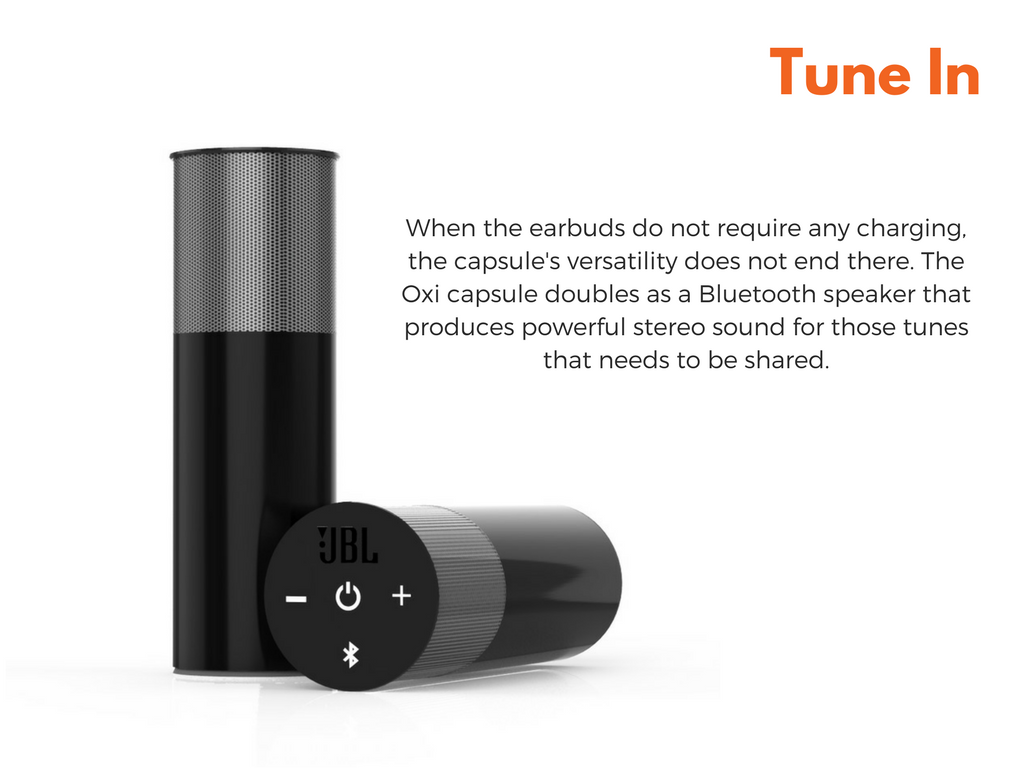 Tune In
When the earbuds do not require any charging,
the capsule's versatility does not end there. The
Oxi capsule doubles as a Bluetooth speaker that
produces powerful stereo sound for those tunes
that needs to be shared.
JBL